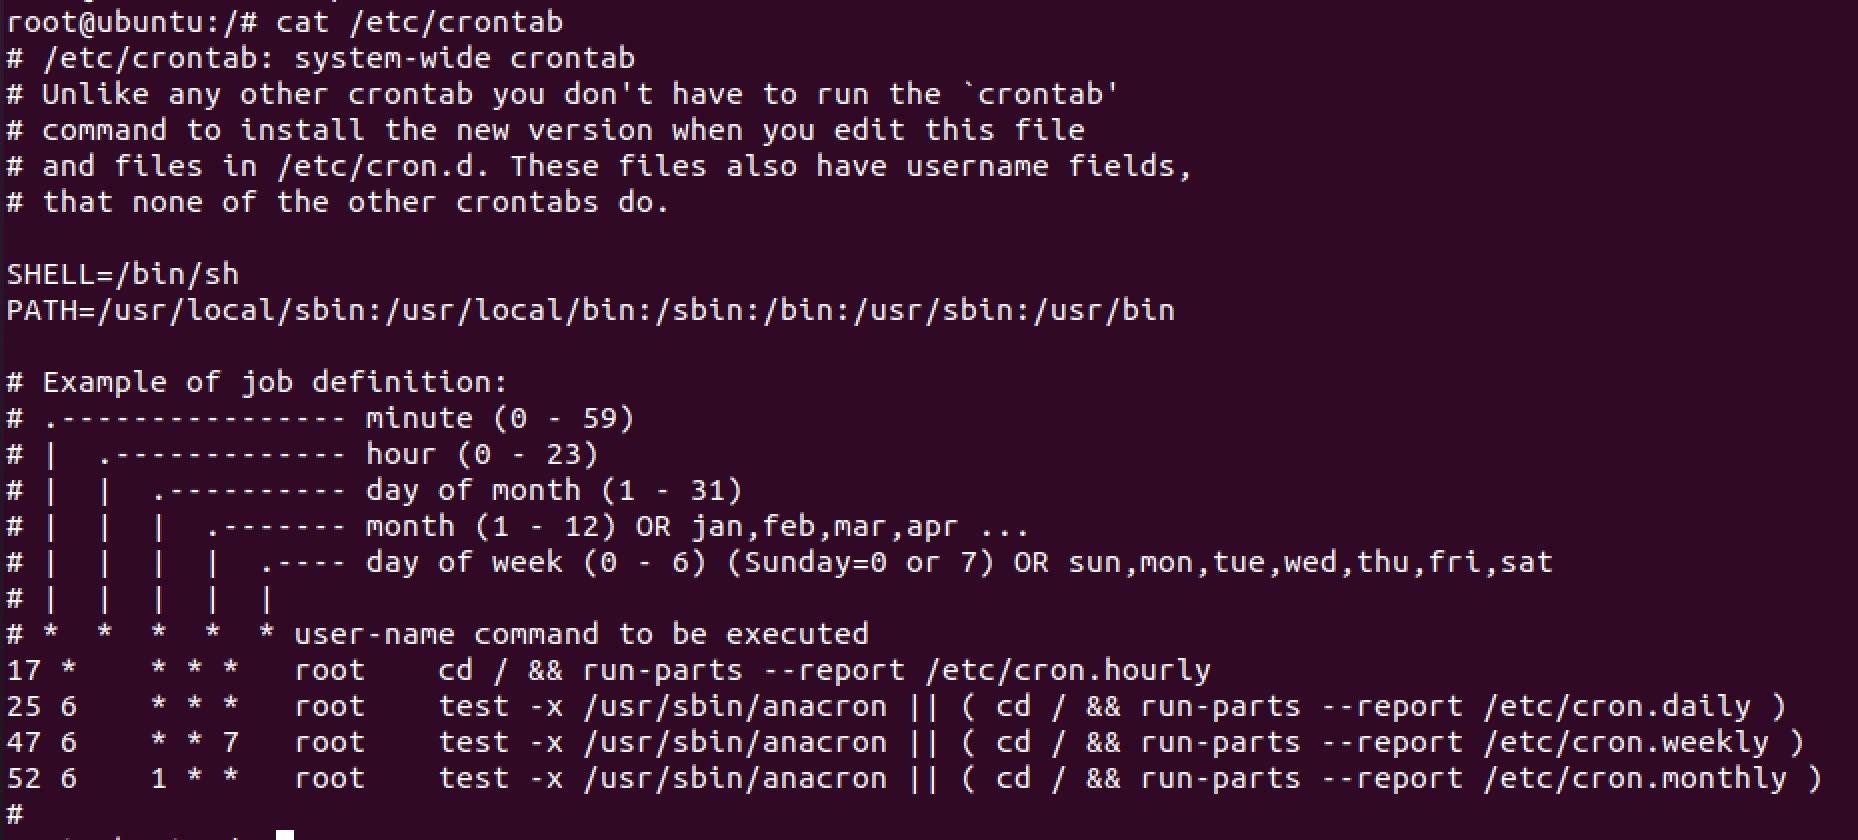 root@ubuntu:/# cat /etc/crontab
# /etc/crontab: system-wide crontab
# Unlike any other crontab you don't have to run the `crontab'
# command to install the new version when you edit this file
# and files in /etc/cron.d. These files also have username fields,
# that none of the other crontabs do.

SHELL=/bin/sh
PATH=/usr/local/sbin:/usr/local/bin:/sbin:/bin:/usr/sbin:/usr/bin

# Example of job definition:
# .---------------- minute (0 - 59)
# |  .------------- hour (0 - 23)
# |  |  .---------- day of month (1 - 31)
# |  |  |  .------- month (1 - 12) OR jan,feb,mar,apr ...
# |  |  |  |  .---- day of week (0 - 6) (Sunday=0 or 7) OR sun,mon,tue,wed,thu,fri,sat
# |  |  |  |  |
# *  *  *  *  * user-name command to be executed
17 *    * * *   root    cd / && run-parts --report /etc/cron.hourly
25 6    * * *   root    test -x /usr/sbin/anacron || ( cd / && run-parts --report /etc/cron.daily )
47 6    * * 7   root    test -x /usr/sbin/anacron || ( cd / && run-parts --report /etc/cron.weekly )
52 6    1 * *   root    test -x /usr/sbin/anacron || ( cd / && run-parts --report /etc/cron.monthly )
#